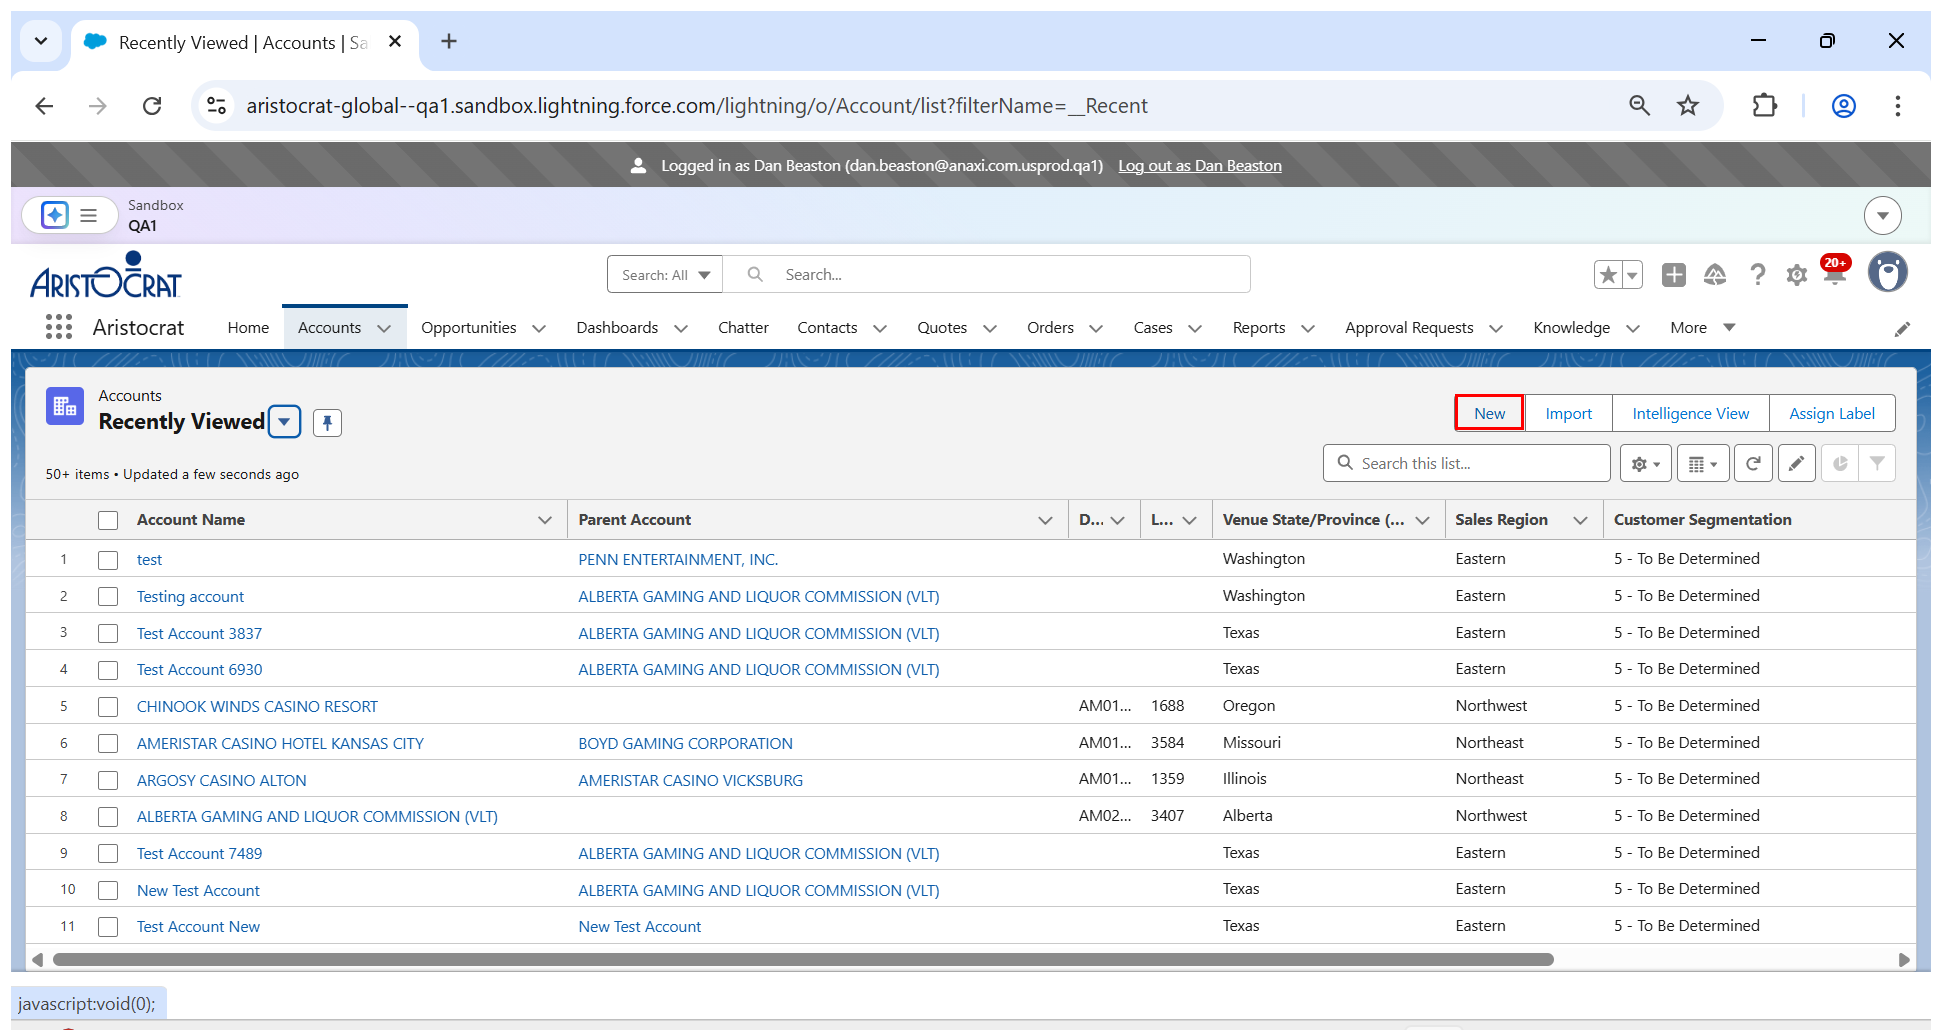 Recently Viewed | Accounts | Sa
aristocrat-global--qa1.sandbox.lightning.force.com/lightning/o/Account/list?filterName=__Recent
Logged in as Dan Beaston (dan.beaston@anaxi.com.usprod.qa1) Log out as Dan Beaston
Sandbox
QA1
ARISTOCRAT
Search: All Search...
20+
Aristocrat Home Accounts Opportunities Dashboards Chatter Contacts Quotes Orders Cases Reports Approval Requests Knowledge More
Accounts
Recently Viewed
New Import Intelligence View Assign Label
Search this list...
50+ items • Updated a few seconds ago
Account Name Parent Account D... L... Venue State/Province (... Sales Region Customer Segmentation
1 test PENN ENTERTAINMENT, INC. Washington Eastern 5 - To Be Determined
2 Testing account ALBERTA GAMING AND LIQUOR COMMISSION (VLT) Washington Eastern 5 - To Be Determined
3 Test Account 3837 ALBERTA GAMING AND LIQUOR COMMISSION (VLT) Texas Eastern 5 - To Be Determined
4 Test Account 6930 ALBERTA GAMING AND LIQUOR COMMISSION (VLT) Texas Eastern 5 - To Be Determined
5 CHINOOK WINDS CASINO RESORT AM01... 1688 Oregon Northwest 5 - To Be Determined
6 AMERISTAR CASINO HOTEL KANSAS CITY BOYD GAMING CORPORATION AM01... 3584 Missouri Northeast 5 - To Be Determined
7 ARGOSY CASINO ALTON AMERISTAR CASINO VICKSBURG AM01... 1359 Illinois Northeast 5 - To Be Determined
8 ALBERTA GAMING AND LIQUOR COMMISSION (VLT) AM02... 3407 Alberta Northwest 5 - To Be Determined
9 Test Account 7489 ALBERTA GAMING AND LIQUOR COMMISSION (VLT) Texas Eastern 5 - To Be Determined
10 New Test Account ALBERTA GAMING AND LIQUOR COMMISSION (VLT) Texas Eastern 5 - To Be Determined
11 Test Account New New Test Account Texas Eastern 5 - To Be Determined
javascript:void(0);